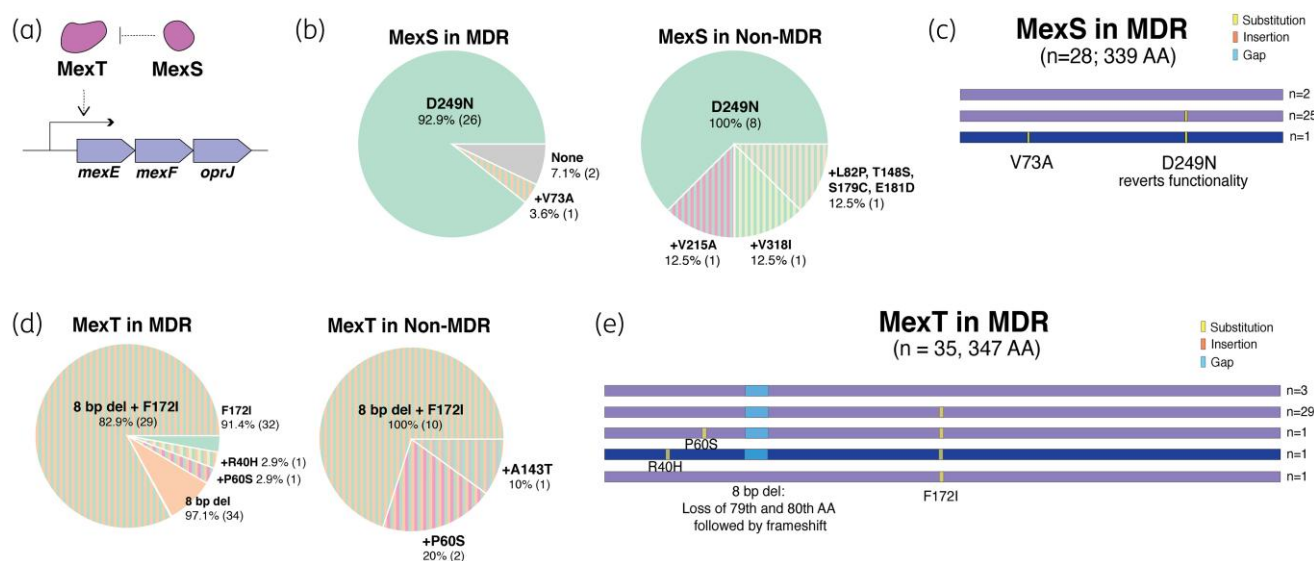 (a)
MexT
MexS
mexE
mexF
oprJ
(b)
MexS in MDR
D249N
92.9% (26)
None
7.1% (2)
+V73A
3.6% (1)
MexS in Non-MDR
D249N
100% (8)
+L82P, T148S,
S179C, E181D
12.5% (1)
+V215A
12.5% (1)
+V318I
12.5% (1)
(c)
MexS in MDR
(n=28; 339 AA)
Substitution
Insertion
Gap
n=2
n=25
n=1
V73A
D249N
reverts functionality
(d)
MexT in MDR
8 bp del + F172I
82.9% (29)
F172I
91.4% (32)
+R40H 2.9% (1)
+P60S 2.9% (1)
8 bp del
97.1% (34)
MexT in Non-MDR
8 bp del + F172I
100% (10)
+A143T
10% (1)
+P60S
20% (2)
(e)
MexT in MDR
(n = 35, 347 AA)
Substitution
Insertion
Gap
n=3
n=29
n=1
P60S
n=1
R40H
n=1
8 bp del:
Loss of 79th and 80th AA
followed by frameshift
F172I